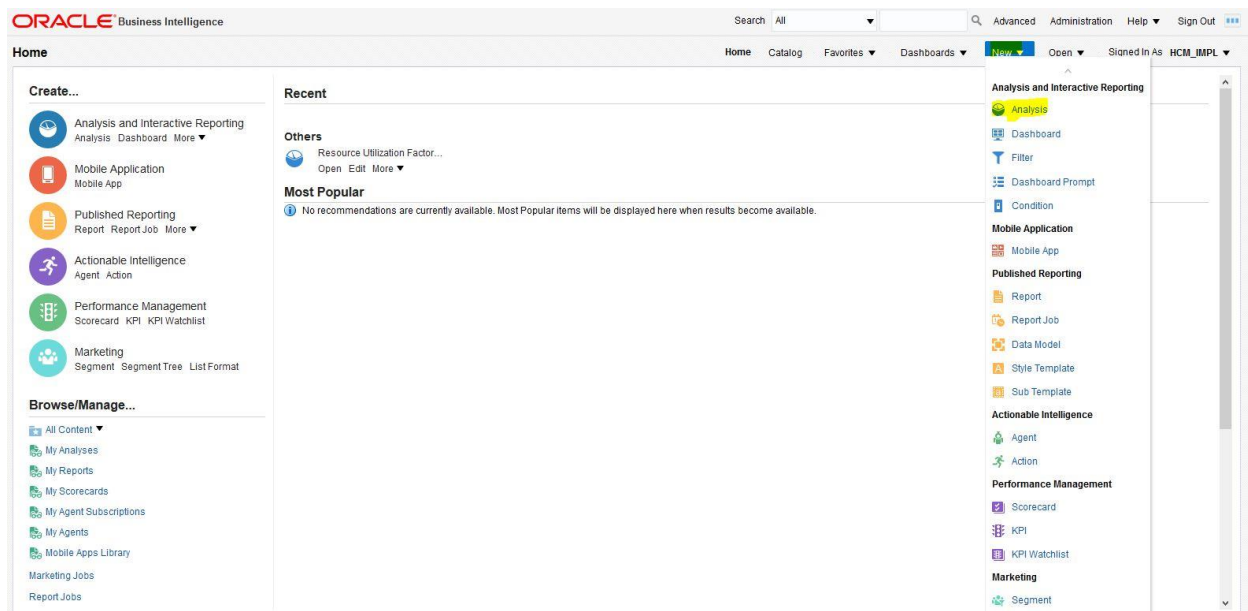 ORACLE Business Intelligence
Search All Advanced Administration Help Sign Out
Home
Home Catalog Favorites Dashboards New Open Signed In As HCM_IMPL
Create...
Analysis and Interactive Reporting
Analysis Dashboard More
Mobile Application
Mobile App
Published Reporting
Report Report Job More
Actionable Intelligence
Agent Action
Performance Management
Scorecard KPI KPI Watchlist
Marketing
Segment Segment Tree List Format
Browse/Manage...
All Content
My Analyses
My Reports
My Scorecards
My Agent Subscriptions
My Agents
Mobile Apps Library
Marketing Jobs
Report Jobs
Recent
Others
Resource Utilization Factor...
Open Edit More
Most Popular
No recommendations are currently available. Most Popular items will be displayed here when results become available.
Analysis and Interactive Reporting
Analysis
Dashboard
Filter
Dashboard Prompt
Condition
Mobile Application
Mobile App
Published Reporting
Report
Report Job
Data Model
Style Template
Sub Template
Actionable Intelligence
Agent
Action
Performance Management
Scorecard
KPI
KPI Watchlist
Marketing
Segment